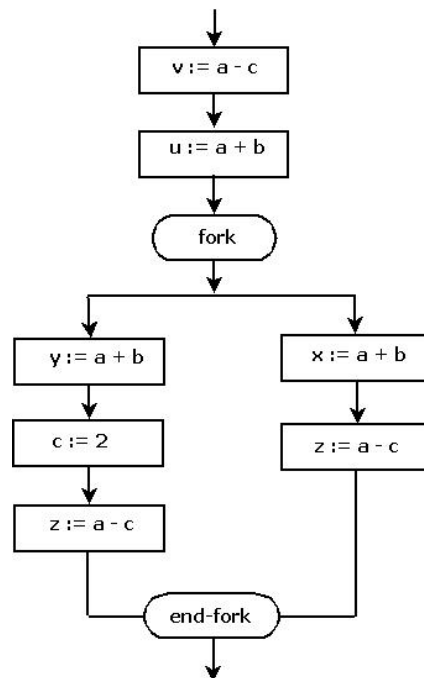 v := a - c
u := a + b
fork
y := a + b
x := a + b
c := 2
z := a - c
z := a - c
end-fork